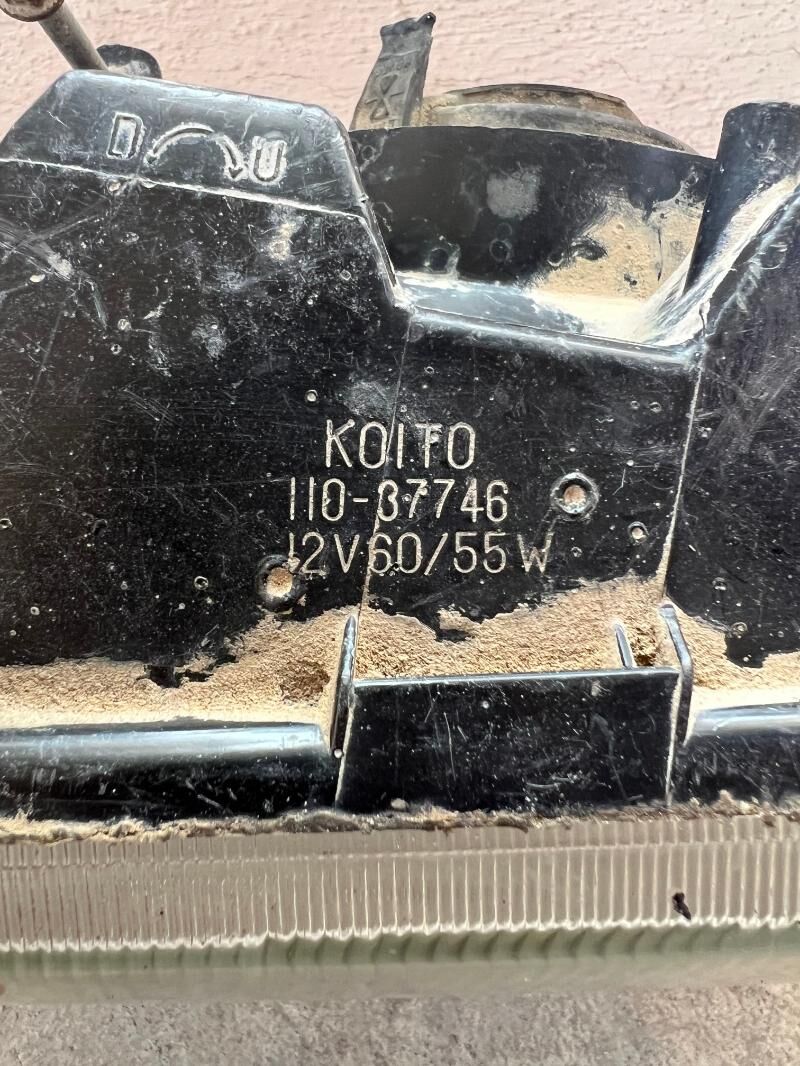 D U
KOITO
110-37746
12V60/55W